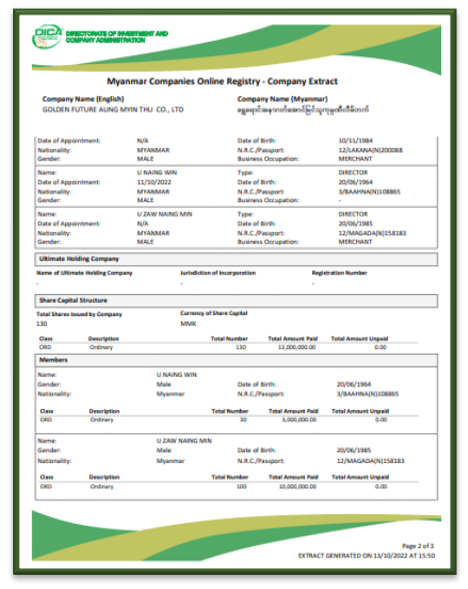 DICA DIRECTORATE OF INVESTMENT AND
COMPANY ADMINISTRATION
Myanmar Companies Online Registry - Company Extract
Company Name (English) Company Name (Myanmar)
GOLDEN FUTURE AUNG MYIN THU CO., LTD
Date of Appointment: N/A Date of Birth: 10/11/1984
Nationality: MYANMAR N.R.C./Passport: 12/LAKANA(N)200088
Gender: MALE Business Occupation: MERCHANT
Name: U NAING WIN Type: DIRECTOR
Date of Appointment: 11/10/2022 Date of Birth: 20/06/1964
Nationality: MYANMAR N.R.C./Passport: 3/BAAHNA(N)108865
Gender: MALE Business Occupation: -
Name: U ZAW NAING MIN Type: DIRECTOR
Date of Appointment: N/A Date of Birth: 20/06/1985
Nationality: MYANMAR N.R.C./Passport: 12/MAGADA(N)158183
Gender: MALE Business Occupation: MERCHANT
Ultimate Holding Company
Name of Ultimate Holding Company Jurisdiction of Incorporation Registration Number
- - -
Share Capital Structure
Total Shares Issued by Company Currency of Share Capital
130 MMK
Class Description Total Number Total Amount Paid Total Amount Unpaid
ORD Ordinary 130 13,000,000.00 0.00
Members
Name: U NAING WIN
Gender: Male Date of Birth: 20/06/1964
Nationality: Myanmar N.R.C./Passport: 3/BAAHNA(N)108865
Class Description Total Number Total Amount Paid Total Amount Unpaid
ORD Ordinary 30 3,000,000.00 0.00
Name: U ZAW NAING MIN
Gender: Male Date of Birth: 20/06/1985
Nationality: Myanmar N.R.C./Passport: 12/MAGADA(N)158183
Class Description Total Number Total Amount Paid Total Amount Unpaid
ORD Ordinary 100 10,000,000.00 0.00
Page 2 of 3
EXTRACT GENERATED ON 13/10/2022 AT 15:50